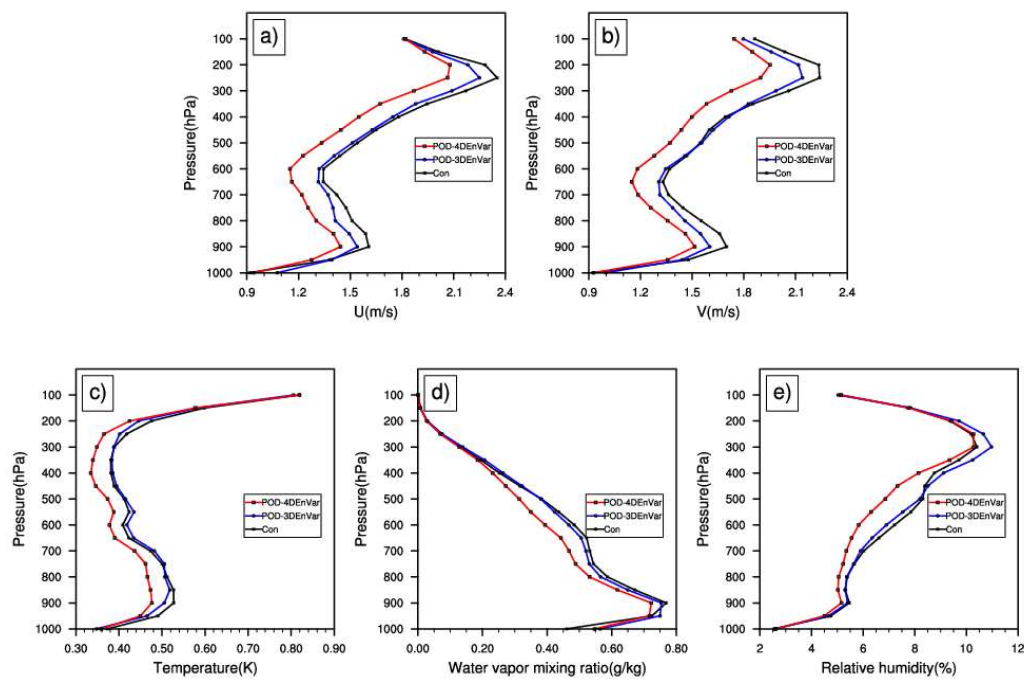 a)
Pressure(hPa)
100
200
300
400
500
600
700
800
900
1000
POD-4DEnVar
POD-3DEnVar
Con
0.9 1.2 1.5 1.8 2.1 2.4
U(m/s)
b)
Pressure(hPa)
100
200
300
400
500
600
700
800
900
1000
POD-4DEnVar
POD-3DEnVar
Con
0.9 1.2 1.5 1.8 2.1 2.4
V(m/s)
c)
Pressure(hPa)
100
200
300
400
500
600
700
800
900
1000
POD-4DEnVar
POD-3DEnVar
Con
0.30 0.40 0.50 0.60 0.70 0.80 0.90
Temperature(K)
d)
Pressure(hPa)
100
200
300
400
500
600
700
800
900
1000
POD-4DEnVar
POD-3DEnVar
Con
0.00 0.20 0.40 0.60 0.80
Water vapor mixing ratio(g/kg)
e)
Pressure(hPa)
100
200
300
400
500
600
700
800
900
1000
POD-4DEnVar
POD-3DEnVar
Con
2 4 6 8 10 12
Relative humidity(%)